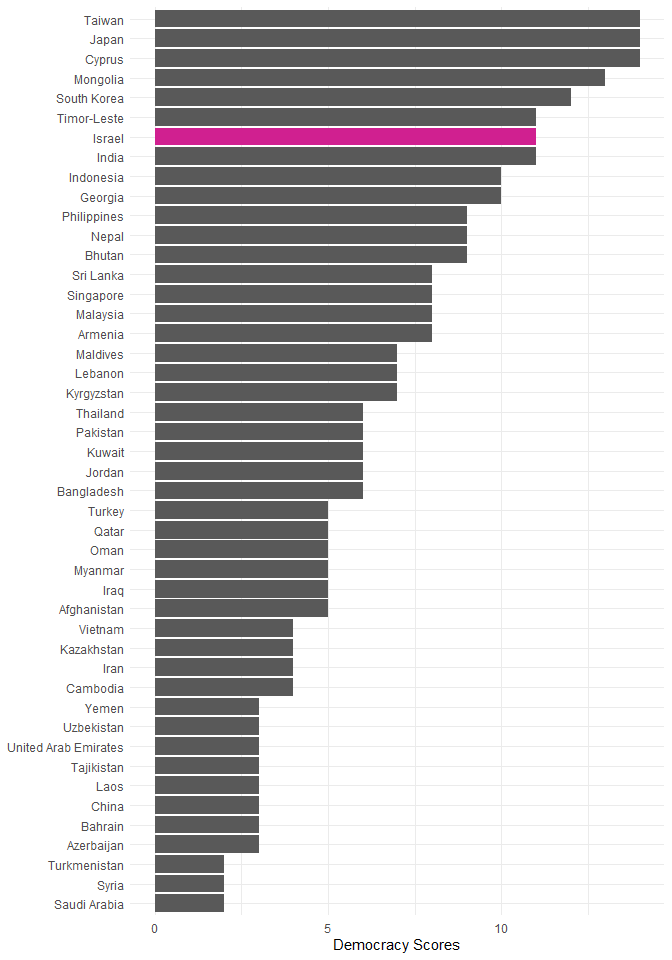 Taiwan
Japan
Cyprus
Mongolia
South Korea
Timor-Leste
Israel
India
Indonesia
Georgia
Philippines
Nepal
Bhutan
Sri Lanka
Singapore
Malaysia
Armenia
Maldives
Lebanon
Kyrgyzstan
Thailand
Pakistan
Kuwait
Jordan
Bangladesh
Turkey
Qatar
Oman
Myanmar
Iraq
Afghanistan
Vietnam
Kazakhstan
Iran
Cambodia
Yemen
Uzbekistan
United Arab Emirates
Tajikistan
Laos
China
Bahrain
Azerbaijan
Turkmenistan
Syria
Saudi Arabia
0 5 10
Democracy Scores